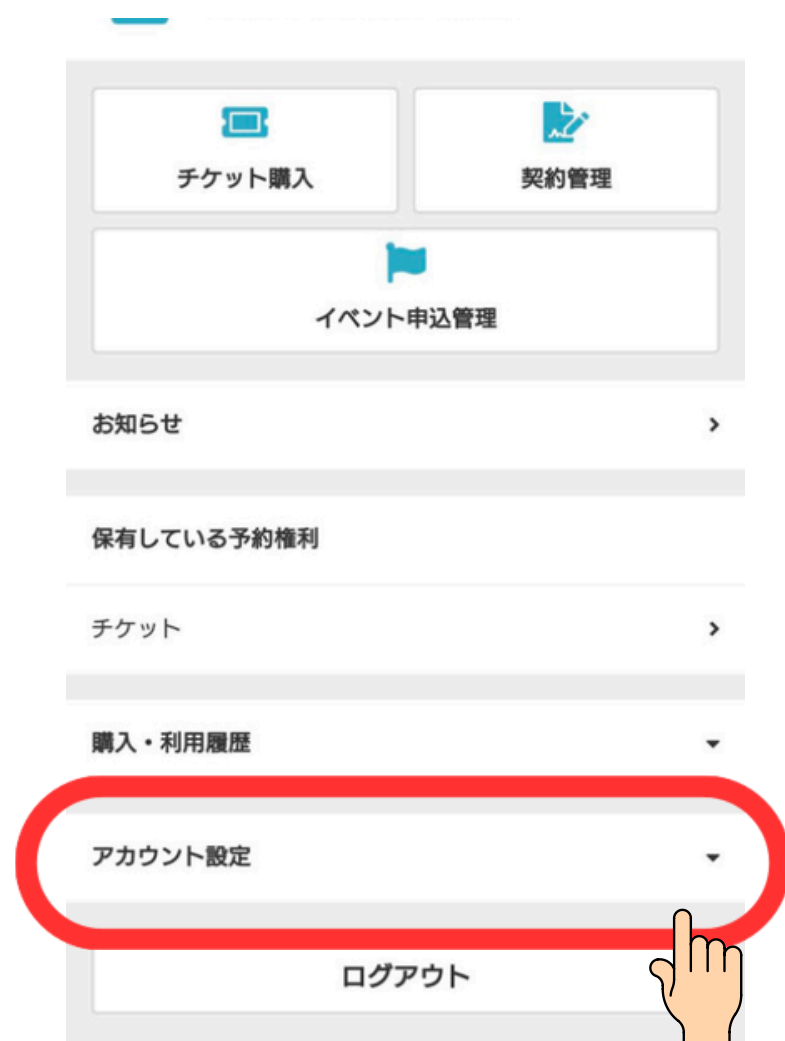 チケット購入
契約管理
イベント申込管理
お知らせ
保有している予約権利
チケット
購入・利用履歴
アカウント設定
ログアウト